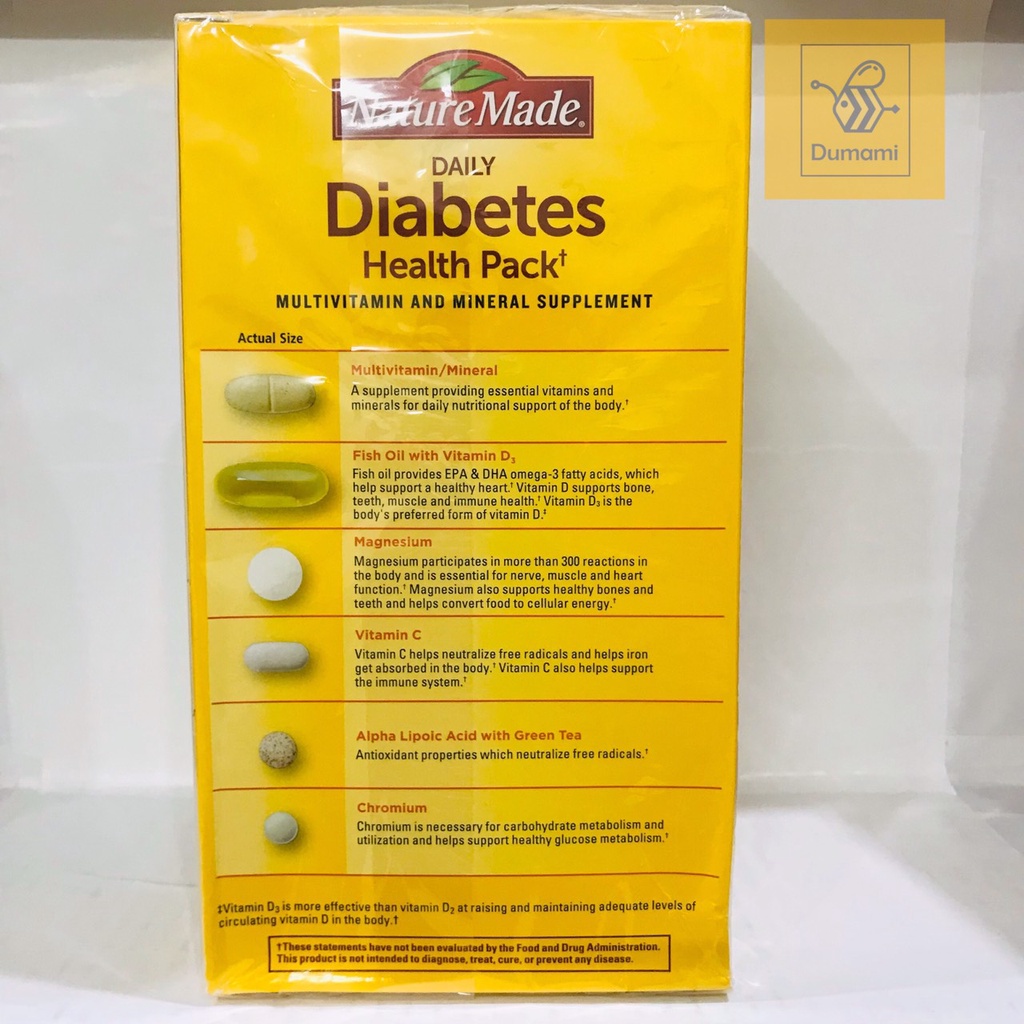 Nature Made®
Dumami
DAILY
Diabetes
Health Pack†
MULTIVITAMIN AND MINERAL SUPPLEMENT
Actual Size
Multivitamin/Mineral
A supplement providing essential vitamins and
minerals for daily nutritional support of the body.†
Fish Oil with Vitamin D₃
Fish oil provides EPA & DHA omega-3 fatty acids, which
help support a healthy heart.† Vitamin D supports bone,
teeth, muscle and immune health.† Vitamin D₃ is the
body's preferred form of vitamin D.‡
Magnesium
Magnesium participates in more than 300 reactions in
the body and is essential for nerve, muscle and heart
function.† Magnesium also supports healthy bones and
teeth and helps convert food to cellular energy.†
Vitamin C
Vitamin C helps neutralize free radicals and helps iron
get absorbed in the body.† Vitamin C also helps support
the immune system.†
Alpha Lipoic Acid with Green Tea
Antioxidant properties which neutralize free radicals.†
Chromium
Chromium is necessary for carbohydrate metabolism and
utilization and helps support healthy glucose metabolism.†
‡Vitamin D₃ is more effective than vitamin D₂ at raising and maintaining adequate levels of
circulating vitamin D in the body.†
†These statements have not been evaluated by the Food and Drug Administration.
This product is not intended to diagnose, treat, cure, or prevent any disease.